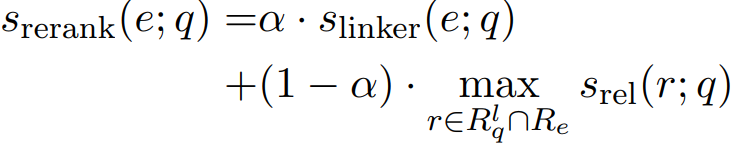 s_rerank(e; q) = α · s_linker(e; q)
+(1 − α) · max_{r∈R_q^l∩R_e} s_rel(r; q)